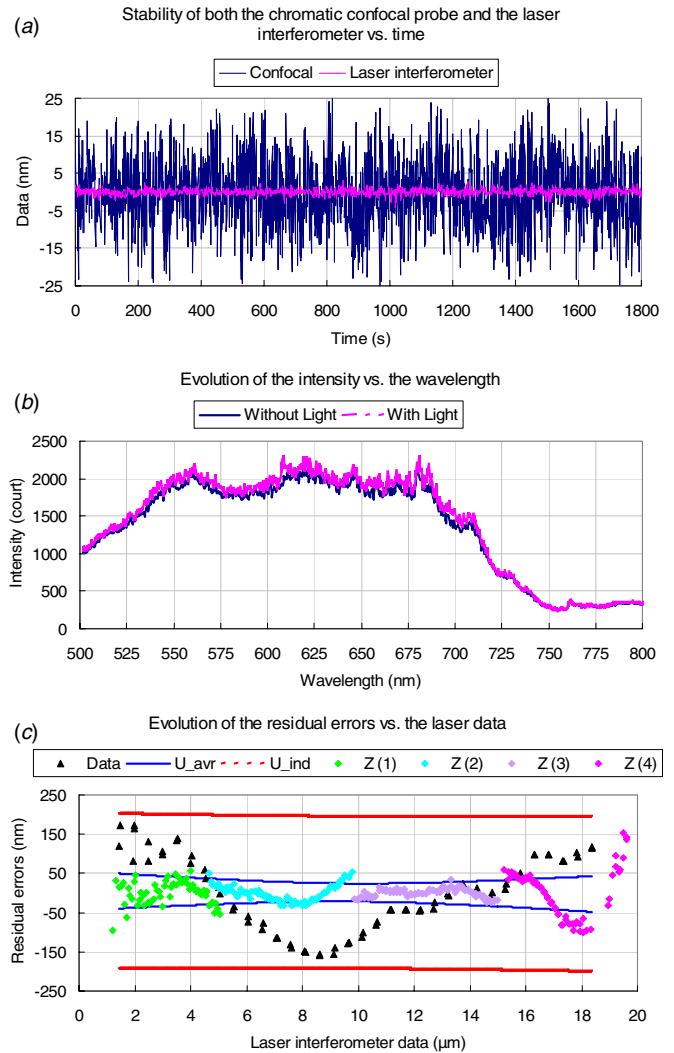 (a)
Stability of both the chromatic confocal probe and the laser
interferometer vs. time
Confocal Laser interferometer
25
15
5
-5
-15
-25
Data (nm)
0 200 400 600 800 1000 1200 1400 1600 1800
Time (s)
(b)
Evolution of the intensity vs. the wavelength
Without Light With Light
2500
2000
1500
1000
500
0
Intensity (court)
500 525 550 575 600 625 650 675 700 725 750 775 800
Wavelength (nm)
(c)
Evolution of the residual errors vs. the laser data
Data U_avr U_ind Z (1) Z (2) Z (3) Z (4)
250
150
50
-50
-150
-250
Residual errors (nm)
0 2 4 6 8 10 12 14 16 18 20
Laser interferometer data (μm)